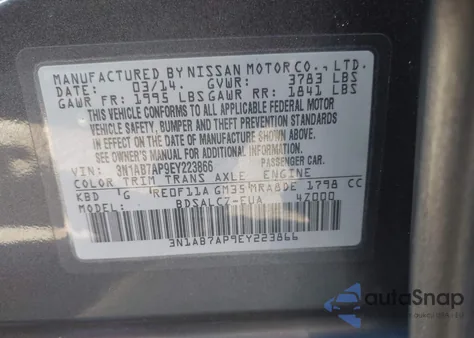 MANUFACTURED BY NISSAN MOTOR CO., LTD.
DATE: 03/14. GVWR: 3783 LBS
GAWR FR: 1995 LBS GAWR RR: 1841 LBS
THIS VEHICLE CONFORMS TO ALL APPLICABLE FEDERAL MOTOR
VEHICLE SAFETY, BUMPER AND THEFT PREVENTION STANDARDS
IN EFFECT ON THE DATE OF MANUFACTURE SHOWN ABOVE.
SEE OWNER'S MANUAL FOR ADDITIONAL INFORMATION.
VIN: 3N1AB7AP9EY223866 PASSENGER CAR.
COLOR TRIM TRANS AXLE ENGINE
KBD G RE0F11A GM35 MRA8DE 1798 CC
MODEL: BDSALCZ-EUA 4Z000
3N1AB7AP9EY223866
autoSnap